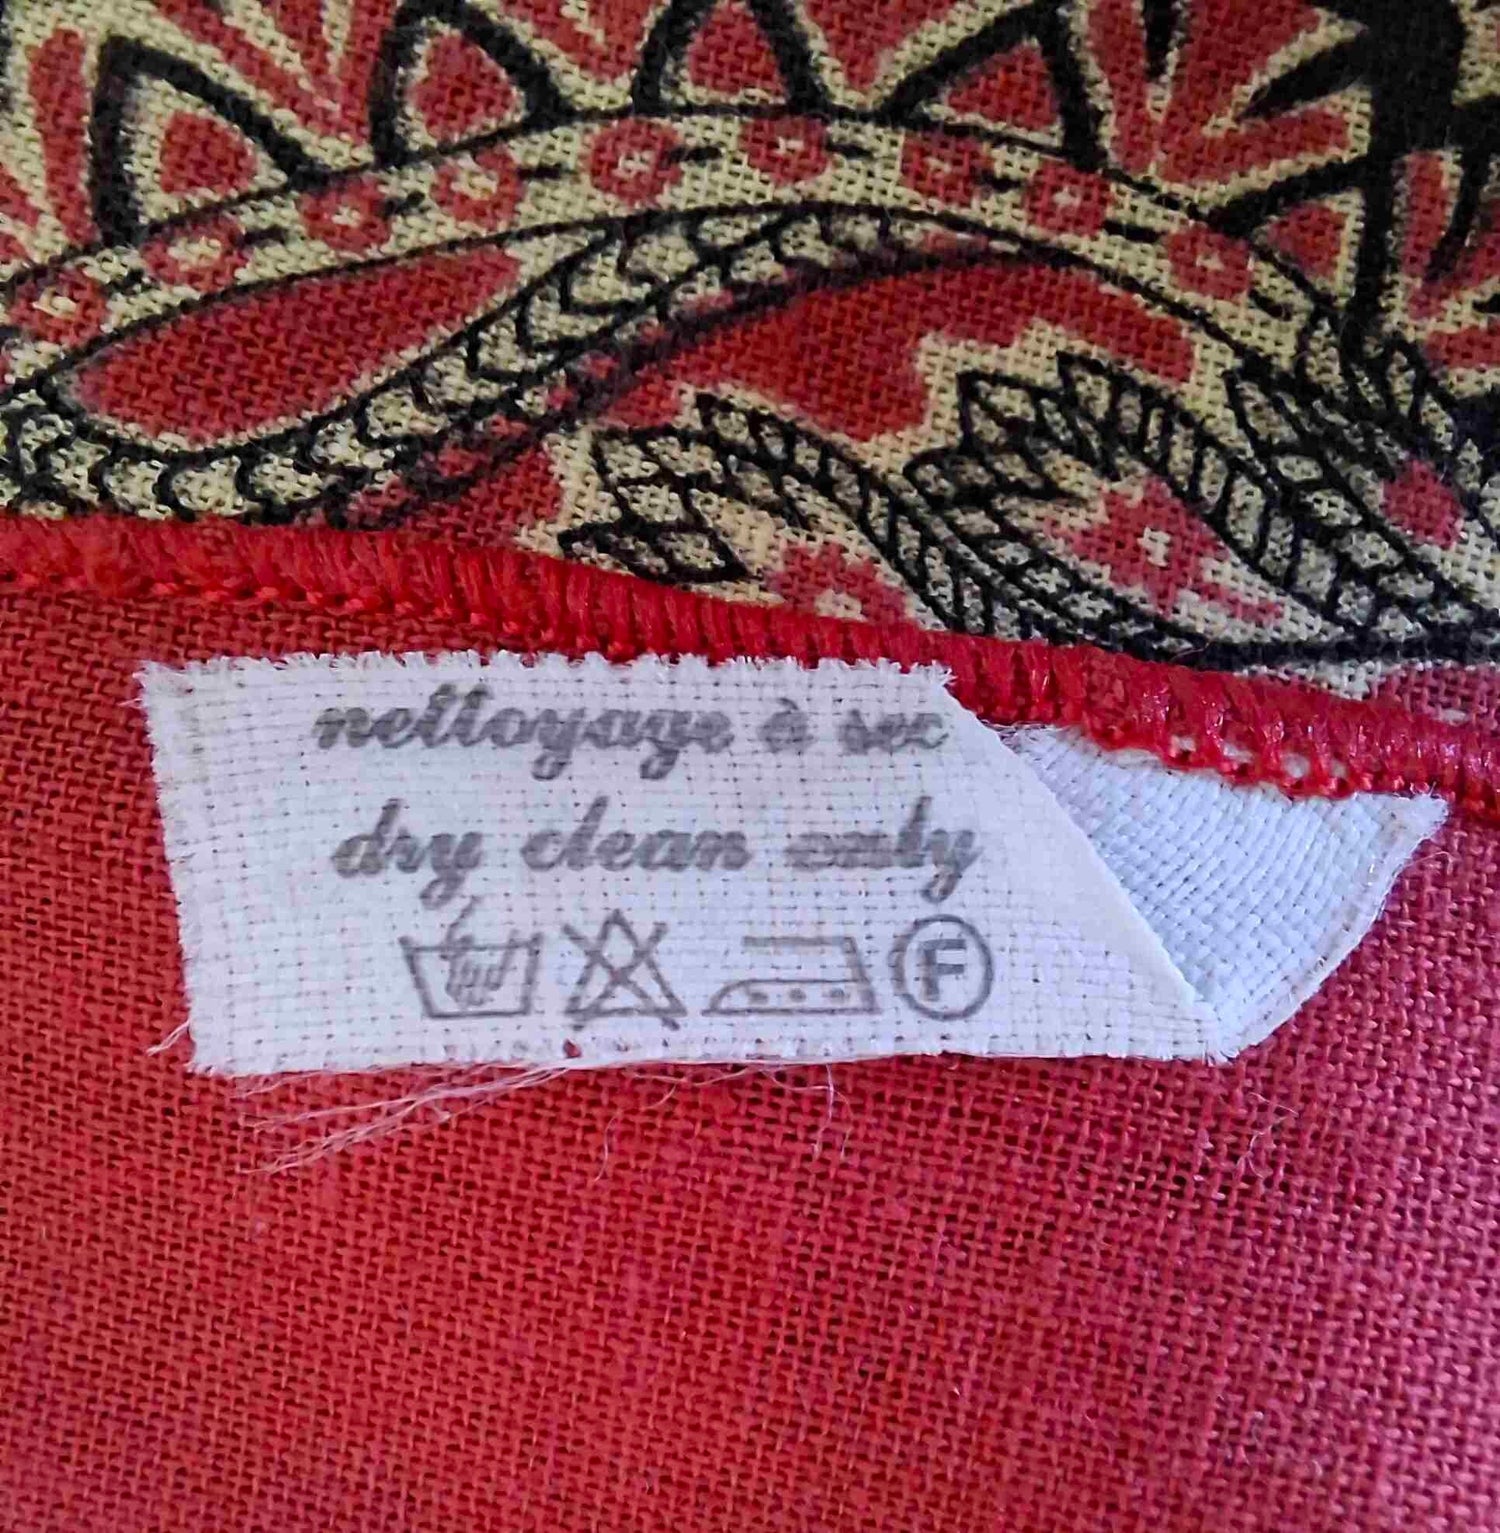 nettoyage à sec
dry clean only
F